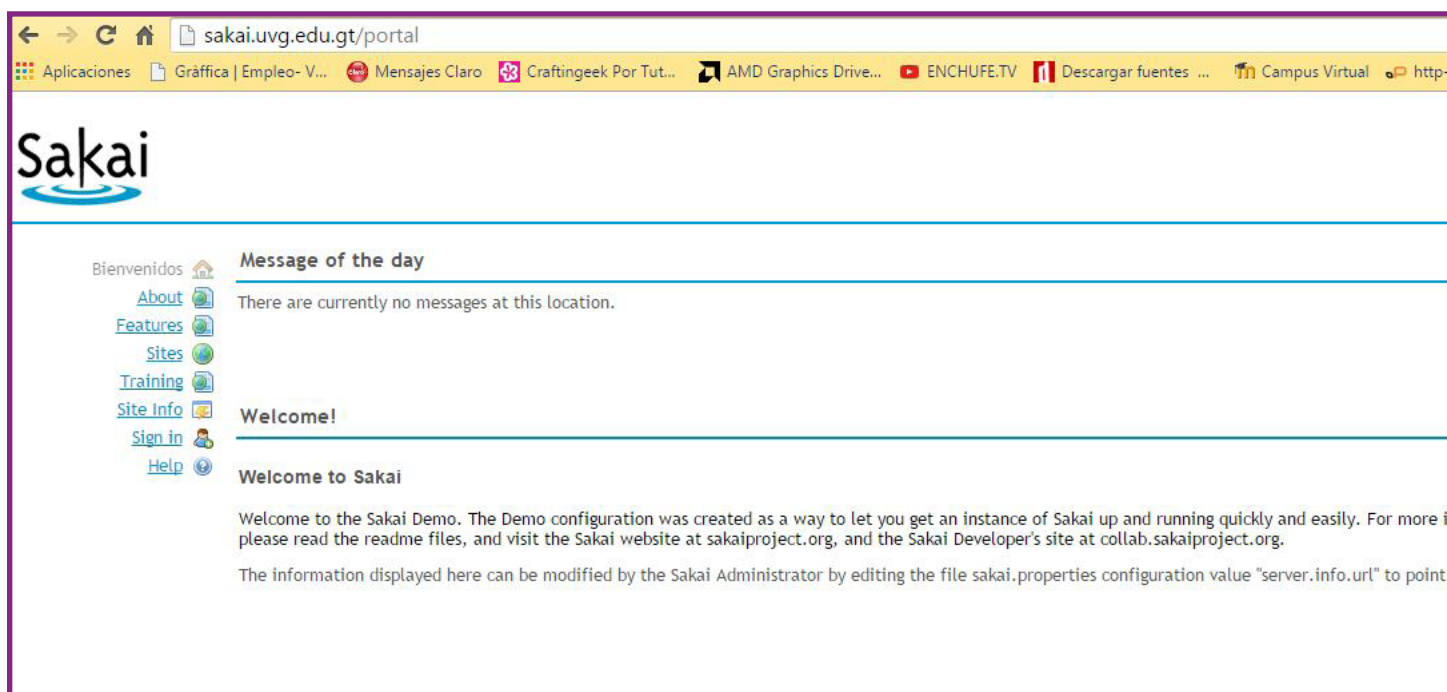 sakai.uvg.edu.gt/portal
Aplicaciones Gràffica | Empleo- V... Mensajes Claro Craftingeek Por Tut... AMD Graphics Drive... ENCHUFE.TV Descargar fuentes ... Campus Virtual http-
Sakai
Bienvenidos
About
Features
Sites
Training
Site Info
Sign in
Help
Message of the day
There are currently no messages at this location.
Welcome!
Welcome to Sakai
Welcome to the Sakai Demo. The Demo configuration was created as a way to let you get an instance of Sakai up and running quickly and easily. For more i
please read the readme files, and visit the Sakai website at sakaiproject.org, and the Sakai Developer's site at collab.sakaiproject.org.
The information displayed here can be modified by the Sakai Administrator by editing the file sakai.properties configuration value "server.info.url" to point